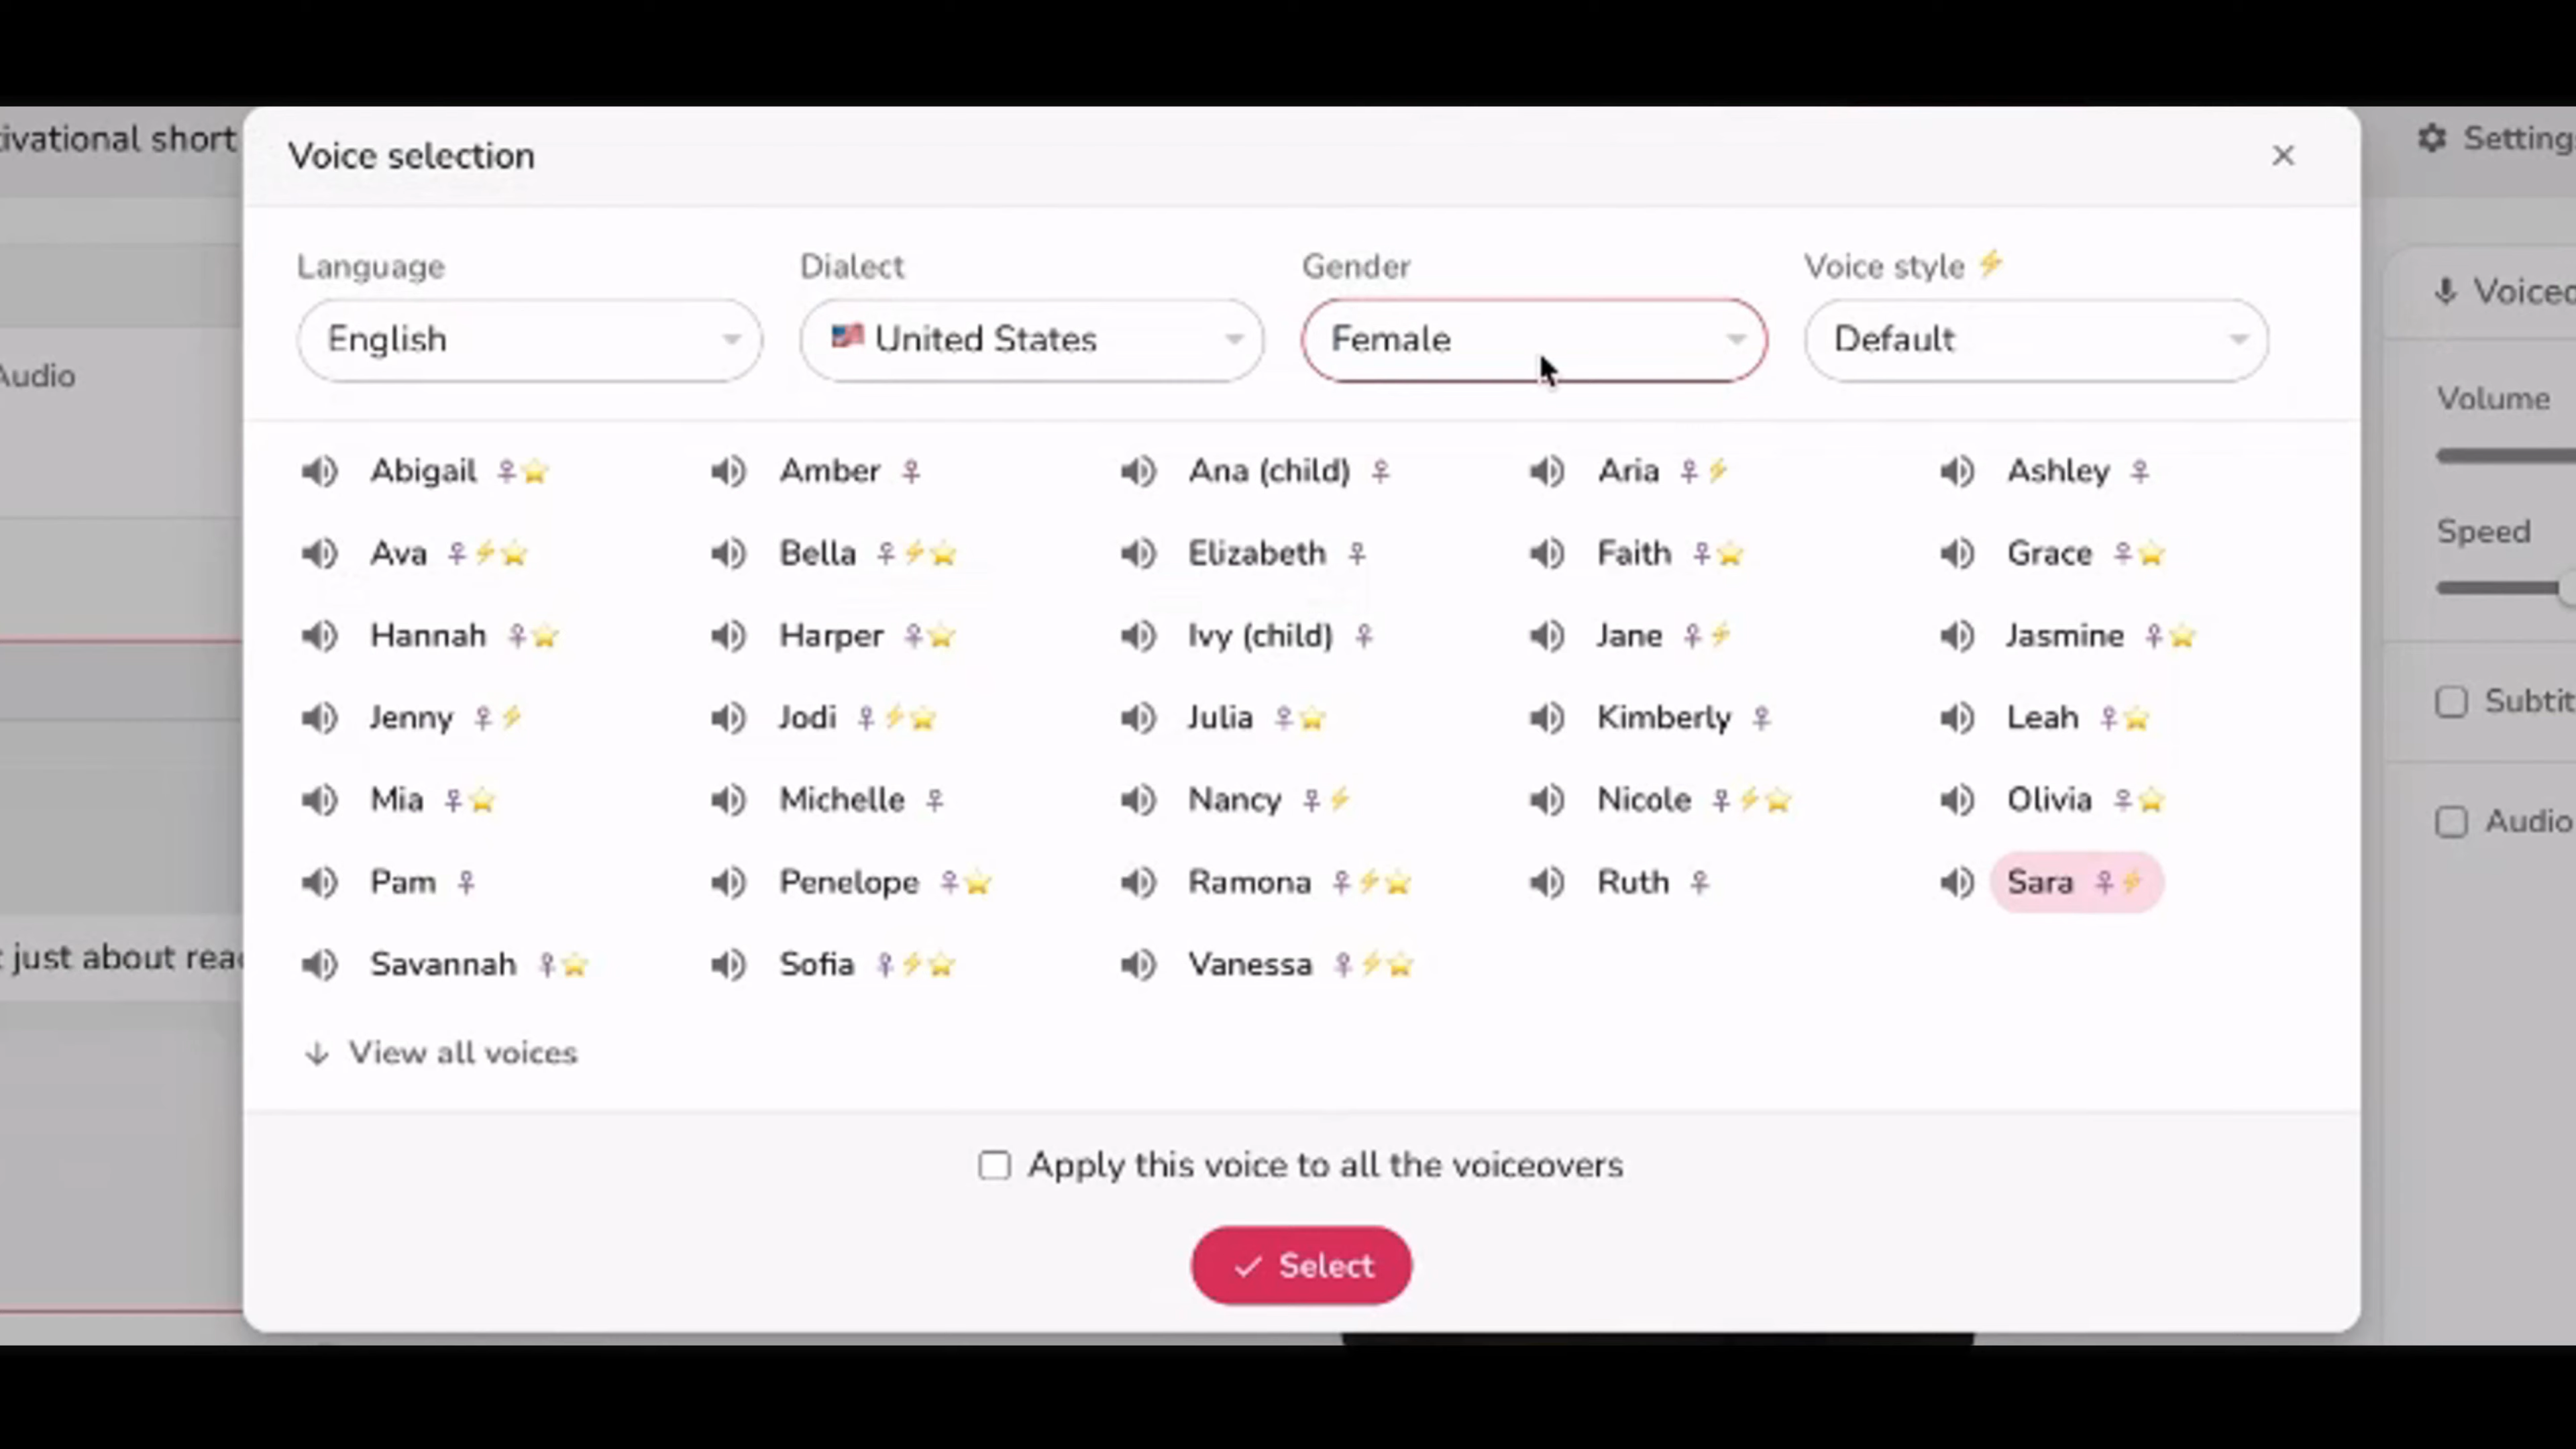 ivational short
Voice selection
Setting
Language
Dialect
Gender
Voice style ⚡
English
🇺🇸 United States
Female
Default
Voiceo
Audio
Volume
Abigail ♀⭐
Amber ♀
Ana (child) ♀
Aria ♀⚡
Ashley ♀
Ava ♀⚡⭐
Bella ♀⚡⭐
Elizabeth ♀
Faith ♀⭐
Grace ♀⭐
Speed
Hannah ♀⭐
Harper ♀⭐
Ivy (child) ♀
Jane ♀⚡
Jasmine ♀⭐
Jenny ♀⚡
Jodi ♀⚡⭐
Julia ♀⭐
Kimberly ♀
Leah ♀⭐
Subtit
Mia ♀⭐
Michelle ♀
Nancy ♀⚡
Nicole ♀⚡⭐
Olivia ♀⭐
Audio
Pam ♀
Penelope ♀⭐
Ramona ♀⚡⭐
Ruth ♀
Sara ♀⚡
just about rea
Savannah ♀⭐
Sofia ♀⚡⭐
Vanessa ♀⚡⭐
View all voices
Apply this voice to all the voiceovers
Select